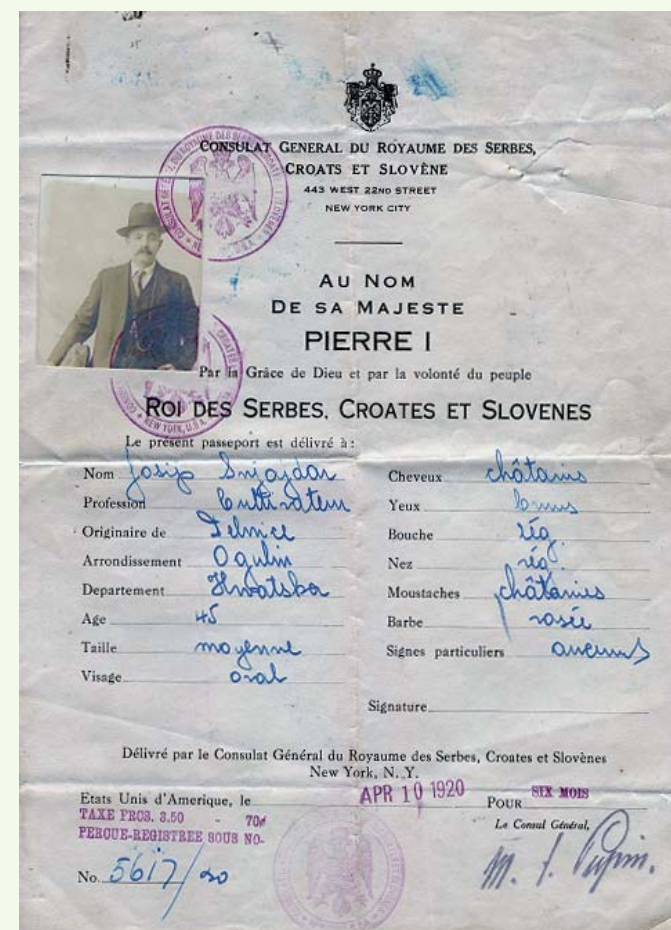 CONSULAT GENERAL DU ROYAUME DES SERBES,
CROATS ET SLOVÈNE
443 WEST 22ND STREET
NEW YORK CITY
AU NOM
DE SA MAJESTE
PIERRE I
Par la Grâce de Dieu et par la volonté du peuple
ROI DES SERBES, CROATES ET SLOVENES
Le présent passeport est délivré à:
Nom Josip
Profession Cultivateur
Originaire de Delnice
Arrondissement Ogulin
Departement Hrvatska
Age 45
Taille moyenne
Visage oval
Cheveux châtains
Yeux bruns
Bouche rég.
Nez rég.
Moustaches châtaines
Barbe rasée
Signes particuliers aucuns
Signature
Délivré par le Consulat Général du Royaume des Serbes, Croates et Slovènes
New York, N. Y.
Etats Unis d'Amerique, le APR 10 1920 POUR SIX MOIS
TAXE FRCS. 3.50 - 70¢
PERCUE-REGISTREE SOUS NO-
No. 5617/20
Le Consul Général,
M. I. Pupin.